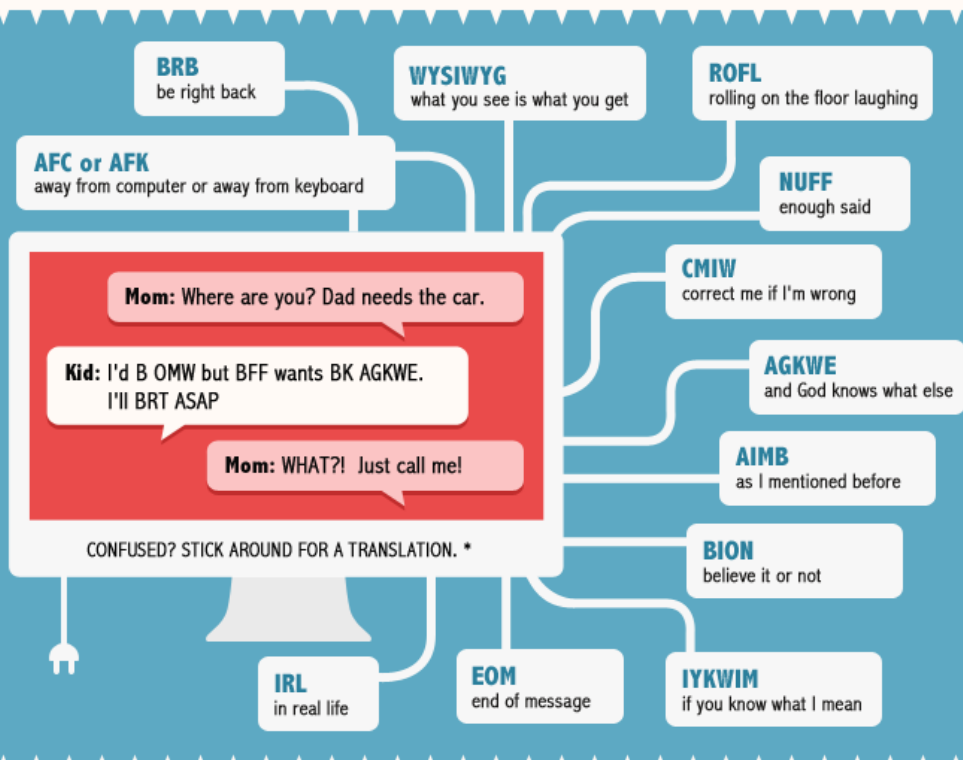 BRB
be right back
WYSIWYG
what you see is what you get
ROFL
rolling on the floor laughing
AFC or AFK
away from computer or away from keyboard
NUFF
enough said
CMIW
correct me if I'm wrong
Mom: Where are you? Dad needs the car.
Kid: I'd B OMW but BFF wants BK AGKWE.
I'll BRT ASAP
Mom: WHAT?! Just call me!
CONFUSED? STICK AROUND FOR A TRANSLATION. *
AGKWE
and God knows what else
AIMB
as I mentioned before
BION
believe it or not
IRL
in real life
EOM
end of message
IYKWIM
if you know what I mean